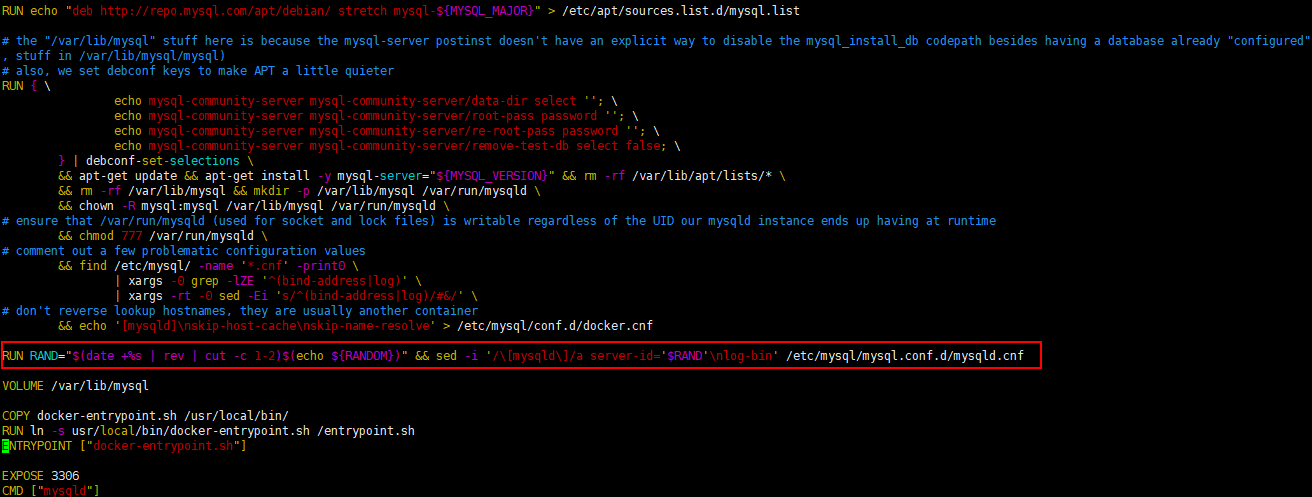 RUN echo "deb http://repo.mysql.com/apt/debian/ stretch mysql-${MYSQL_MAJOR}" > /etc/apt/sources.list.d/mysql.list
# the "/var/lib/mysql" stuff here is because the mysql-server postinst doesn't have an explicit way to disable the mysql_install_db codepath besides having a database already "configured"
, stuff in /var/lib/mysql/mysql)
# also, we set debconf keys to make APT a little quieter
RUN { \
echo mysql-community-server mysql-community-server/data-dir select ''; \
echo mysql-community-server mysql-community-server/root-pass password ''; \
echo mysql-community-server mysql-community-server/re-root-pass password ''; \
echo mysql-community-server mysql-community-server/remove-test-db select false; \
} | debconf-set-selections \
&& apt-get update && apt-get install -y mysql-server="${MYSQL_VERSION}" && rm -rf /var/lib/apt/lists/* \
&& rm -rf /var/lib/mysql && mkdir -p /var/lib/mysql /var/run/mysqld \
&& chown -R mysql:mysql /var/lib/mysql /var/run/mysqld \
# ensure that /var/run/mysqld (used for socket and lock files) is writable regardless of the UID our mysqld instance ends up having at runtime
&& chmod 777 /var/run/mysqld \
# comment out a few problematic configuration values
&& find /etc/mysql/ -name '*.cnf' -print0 \
| xargs -0 grep -lZE '^(bind-address|log)' \
| xargs -rt -0 sed -Ei 's/^(bind-address|log)/#&/' \
# don't reverse lookup hostnames, they are usually another container
&& echo '[mysqld]\nskip-host-cache\nskip-name-resolve' > /etc/mysql/conf.d/docker.cnf
RUN RAND="$(date +%s | rev | cut -c 1-2)$(echo ${RANDOM})" && sed -i '/\[mysqld\]/a server-id='$RAND'\nlog-bin' /etc/mysql/mysql.conf.d/mysqld.cnf
VOLUME /var/lib/mysql
COPY docker-entrypoint.sh /usr/local/bin/
RUN ln -s usr/local/bin/docker-entrypoint.sh /entrypoint.sh
ENTRYPOINT ["docker-entrypoint.sh"]
EXPOSE 3306
CMD ["mysqld"]